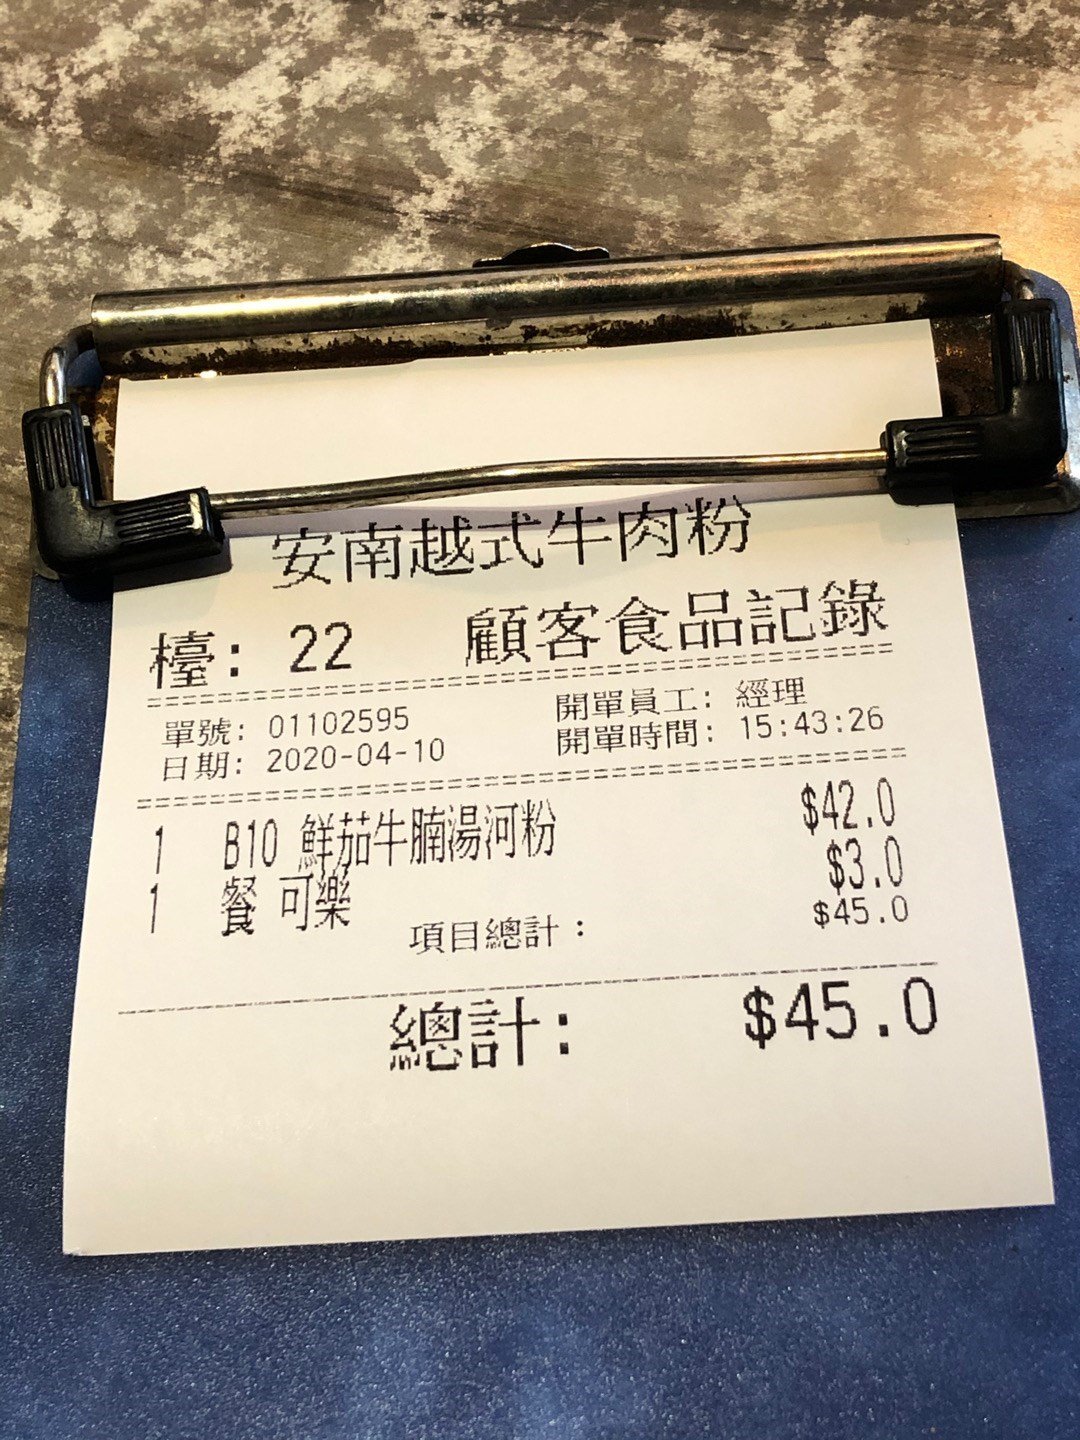 安南越式牛肉粉
檯: 22 顧客食品記錄
單號: 01102595 開單員工: 經理
日期: 2020-04-10 開單時間: 15:43:26
1 B10 鮮茄牛腩湯河粉 $42.0
1 餐 可樂 $3.0
項目總計: $45.0
總計: $45.0